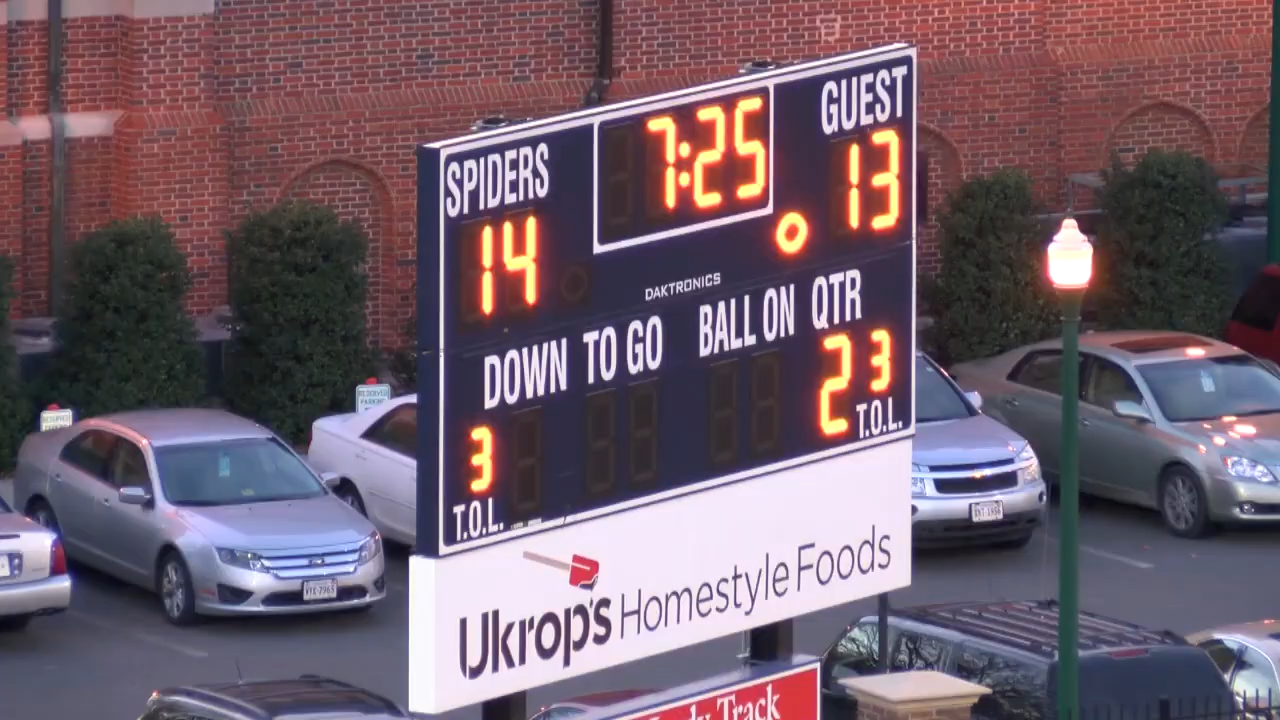 SPIDERS
7:25
GUEST
14
13
DAKTRONICS
DOWN TO GO BALL ON QTR
3
2
3
T.O.L.
T.O.L.
Ukrop's Homestyle Foods
Track